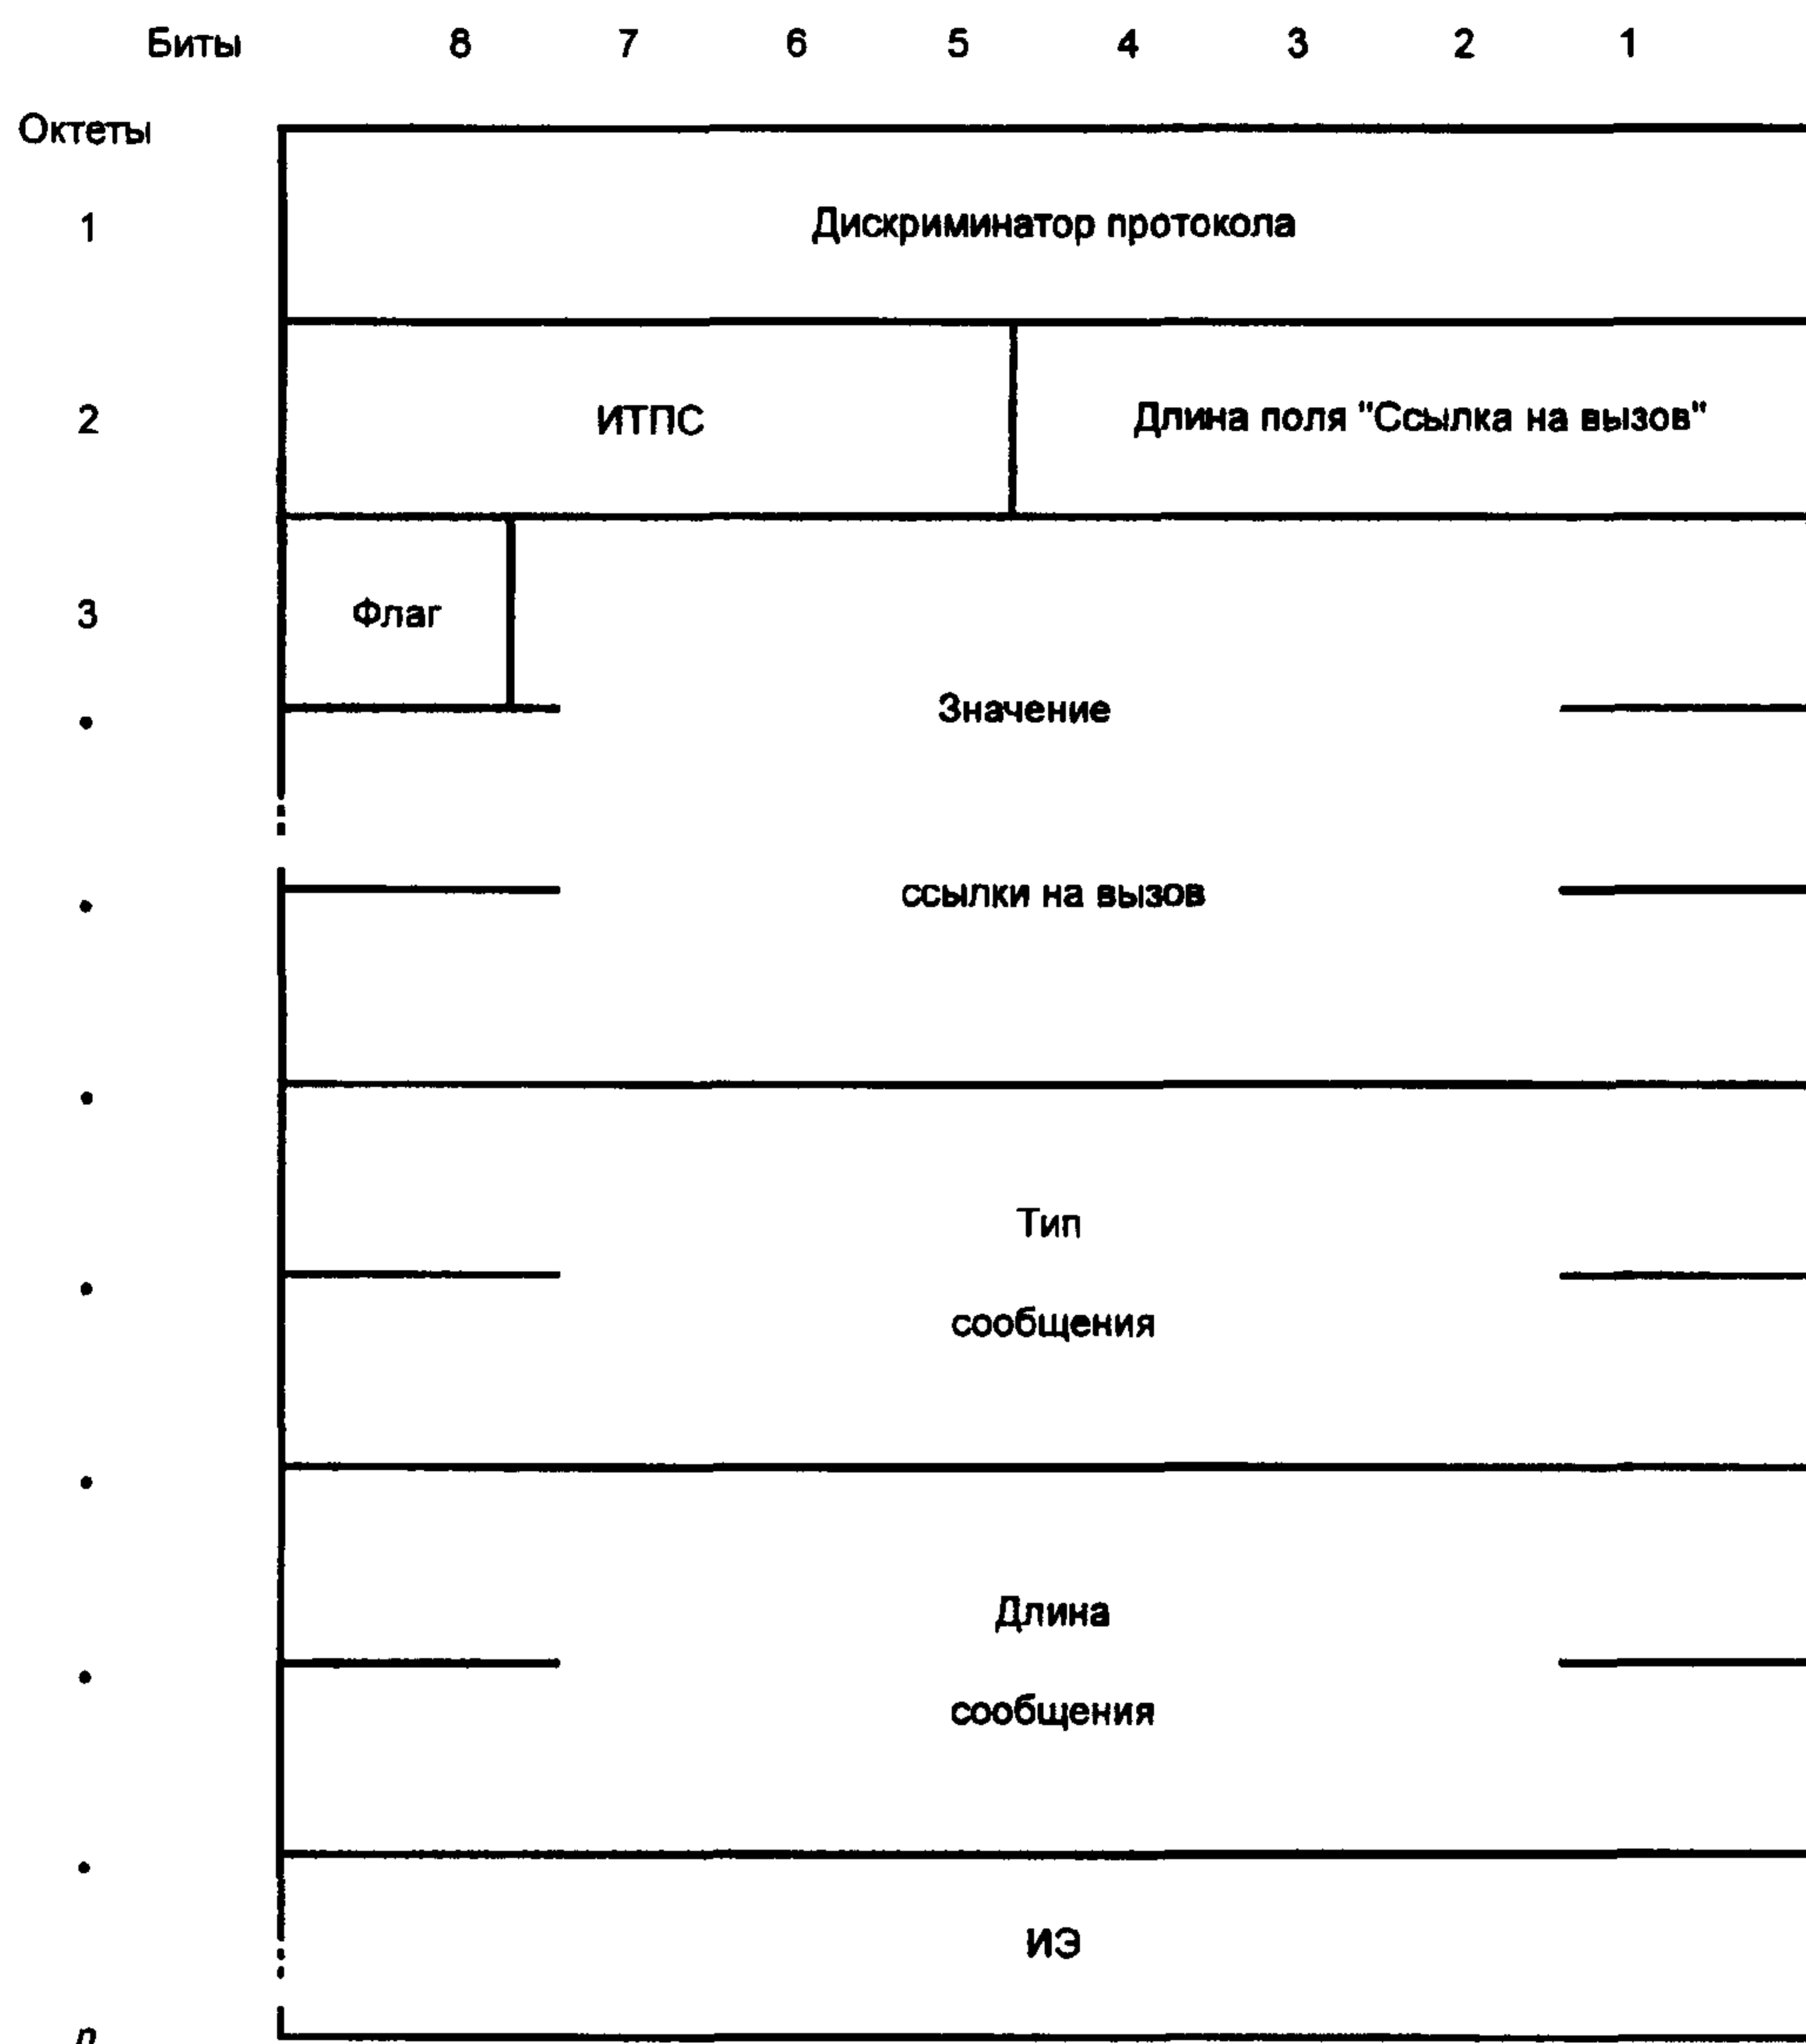 Биты 8 7 6 5 4 3 2 1
Октеты
1 Дискриминатор протокола
2 ИТПС Длина поля "Ссылка на вызов"
3 Флаг
• Значение
• ссылки на вызов
•
Тип
•
сообщения
•
Длина
•
сообщения
•
ИЭ
n